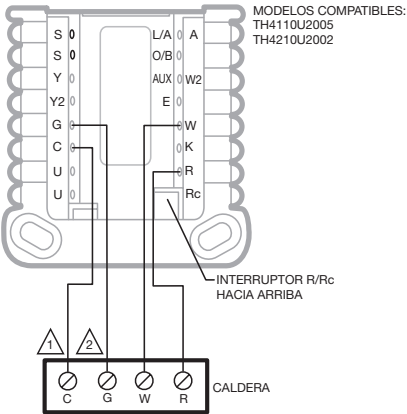 MODELOS COMPATIBLES:
TH4110U2005
TH4210U2002
S L/A A
S O/B
Y AUX W2
Y2 E
G W
C K
U R
U Rc
INTERRUPTOR R/Rc
HACIA ARRIBA
1 2
CALDERA
C G W R